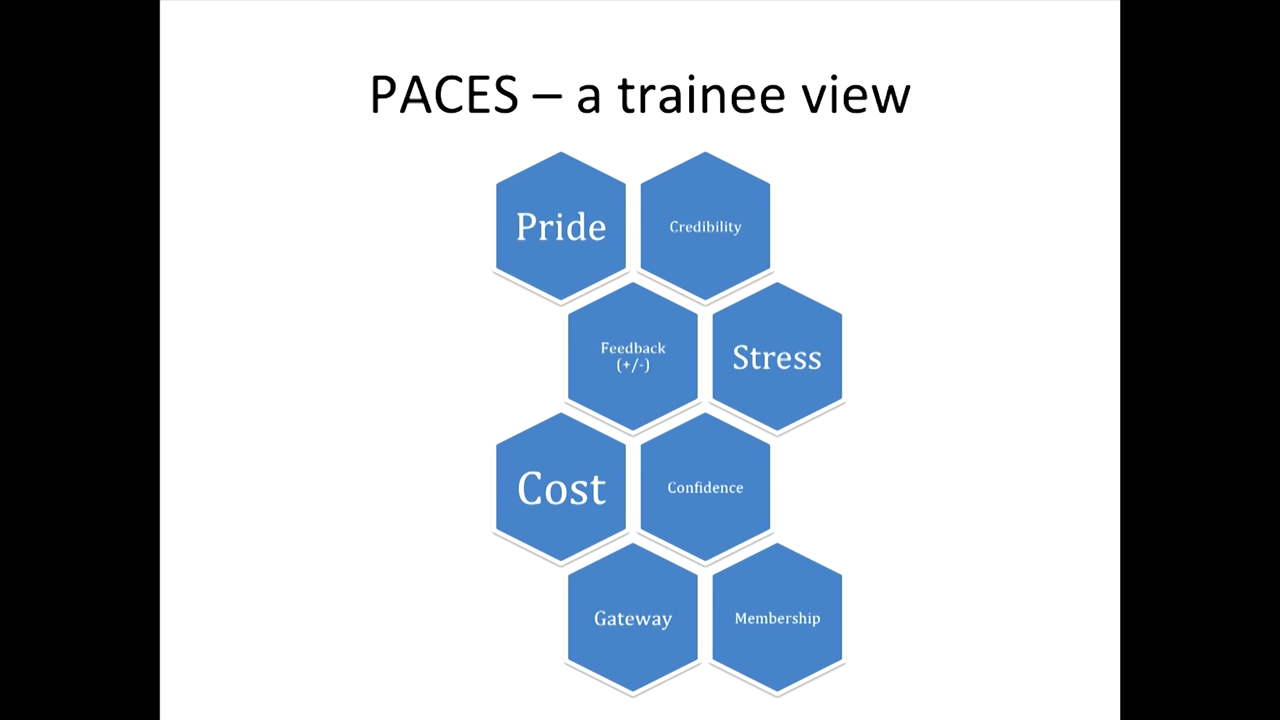 PACES – a trainee view
Pride
Credibility
Feedback
(+/-)
Stress
Cost
Confidence
Gateway
Membership